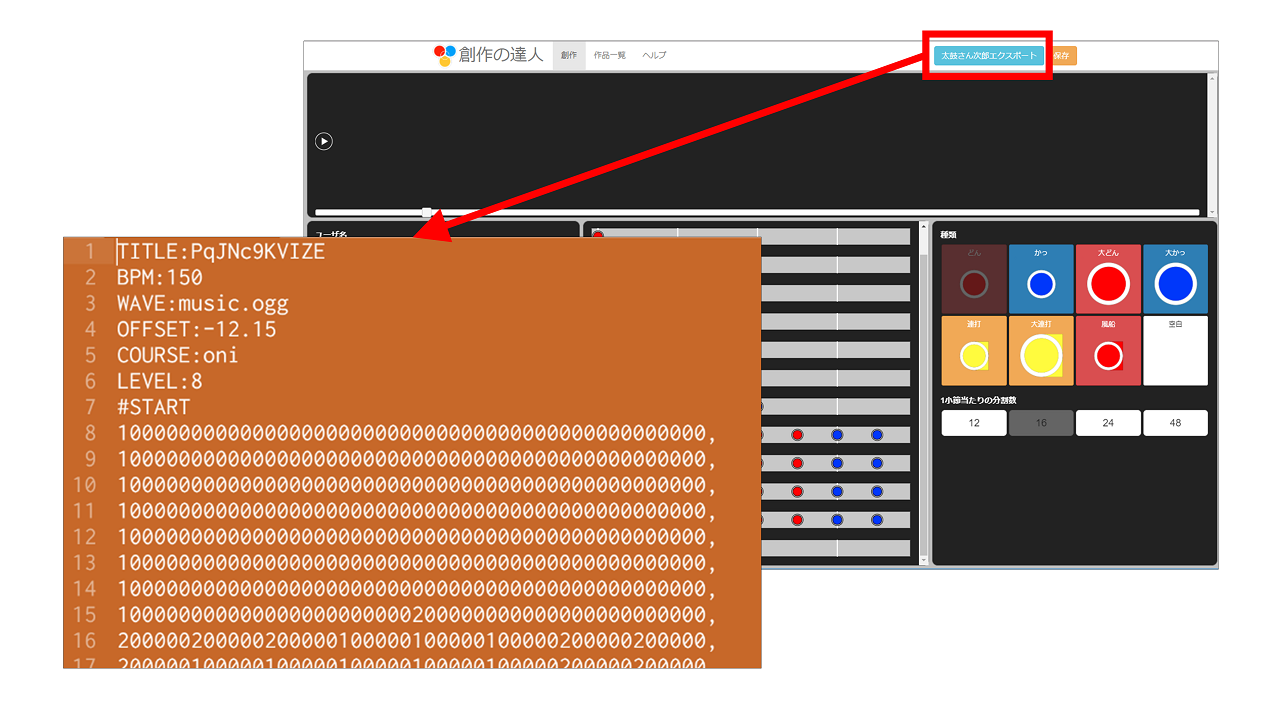 創作の達人
創作
作品一覧
ヘルプ
太鼓さん次郎エクスポート
保存
ユーザ名
種類
どん
かつ
大どん
大かつ
連打
大連打
風船
空白
1小節当たりの分割数
12
16
24
48
1 TITLE:PqJNc9KVIZE
2 BPM:150
3 WAVE:music.ogg
4 OFFSET:-12.15
5 COURSE:oni
6 LEVEL:8
7 #START
8 100000000000000000000000000000000000000000000000,
9 100000000000000000000000000000000000000000000000,
10 100000000000000000000000000000000000000000000000,
11 100000000000000000000000000000000000000000000000,
12 100000000000000000000000000000000000000000000000,
13 100000000000000000000000000000000000000000000000,
14 100000000000000000000000000000000000000000000000,
15 100000000000000000000000200000000000000000000000,
16 200000200000200000100000100000100000200000200000,
17 200000100000100000100000100000100000200000200000